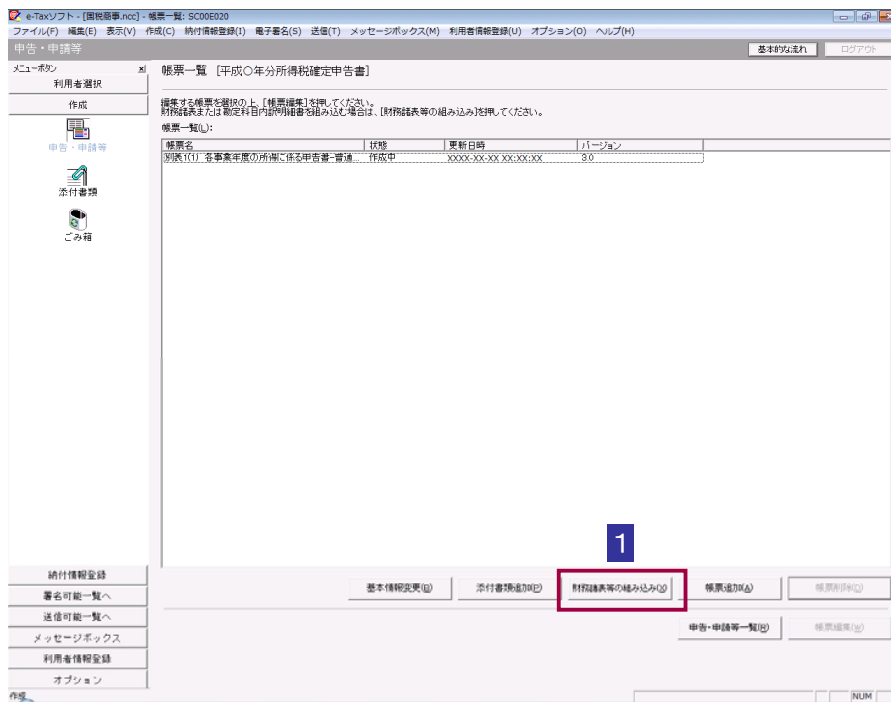 e-Taxソフト - [国税商事.ncc] - 帳票一覧: SC00E020
ファイル(F) 編集(E) 表示(V) 作成(C) 納付情報登録(I) 電子署名(S) 送信(T) メッセージボックス(M) 利用者情報登録(U) オプション(O) ヘルプ(H)
申告・申請等
基本的な流れ
ログアウト
メニューボタン
x
帳票一覧 [平成○年分所得税確定申告書]
利用者選択
作成
申告・申請等
添付書類
ごみ箱
編集する帳票を選択の上、[帳票編集]を押してください。
財務諸表または勘定科目内訳明細書を組み込む場合は、[財務諸表等の組み込み]を押してください。
帳票一覧(L):
帳票名 状態 更新日時 バージョン
別表1(1) 各事業年度の所得に係る申告書-普通... 作成中 XXXX-XX-XX XX:XX:XX 3.0
1
納付情報登録
署名可能一覧へ
送信可能一覧へ
メッセージボックス
利用者情報登録
オプション
基本情報変更(B) 添付書類追加(P) 財務諸表等の組み込み(X) 帳票追加(A) 帳票削除(D)
申告・申請等一覧(R) 帳票編集(W)
作成
NUM